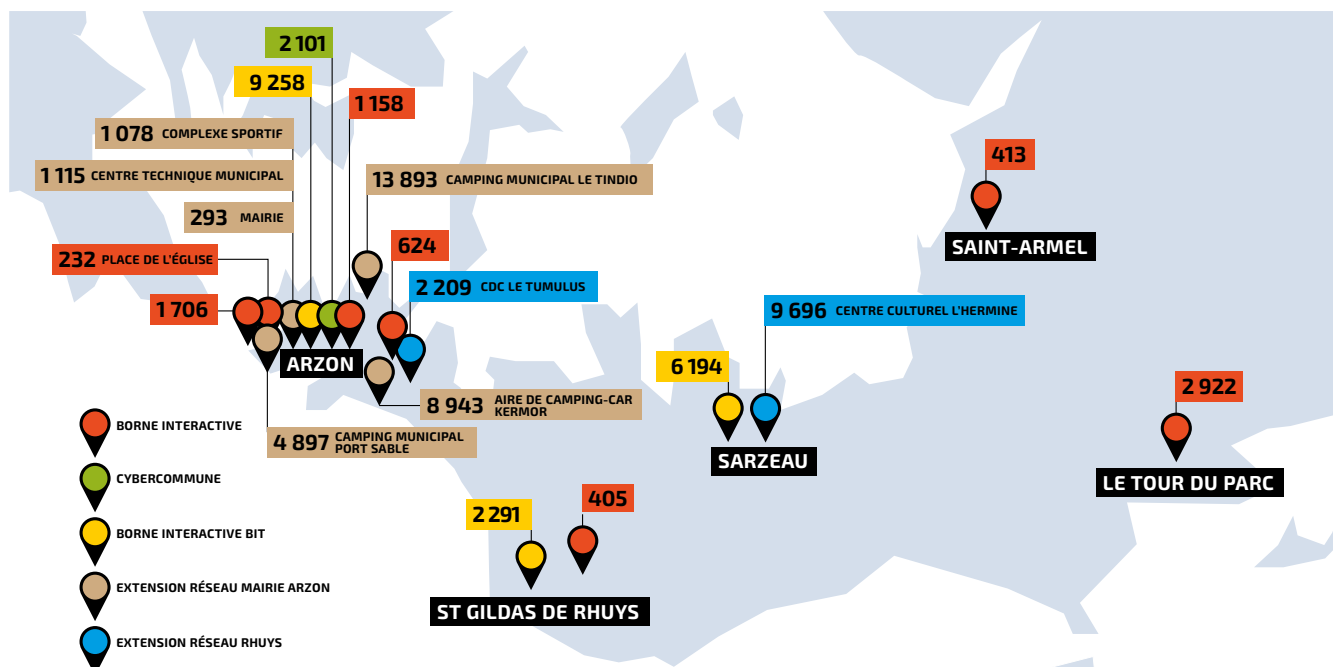 2 101
9 258
1 158
1 078 COMPLEXE SPORTIF
1 115 CENTRE TECHNIQUE MUNICIPAL
13 893 CAMPING MUNICIPAL LE TINDIO
413
293 MAIRIE
624
SAINT-ARMEL
232 PLACE DE L'ÉGLISE
2 209 CDC LE TUMULUS
1 706
9 696 CENTRE CULTUREL L'HERMINE
ARZON
6 194
8 943 AIRE DE CAMPING-CAR
KERMOR
2 922
4 897 CAMPING MUNICIPAL
PORT SABLE
SARZEAU
LE TOUR DU PARC
2 291
405
ST GILDAS DE RHUYS
BORNE INTERACTIVE
CYBERCOMMUNE
BORNE INTERACTIVE BIT
EXTENSION RÉSEAU MAIRIE ARZON
EXTENSION RÉSEAU RHUYS